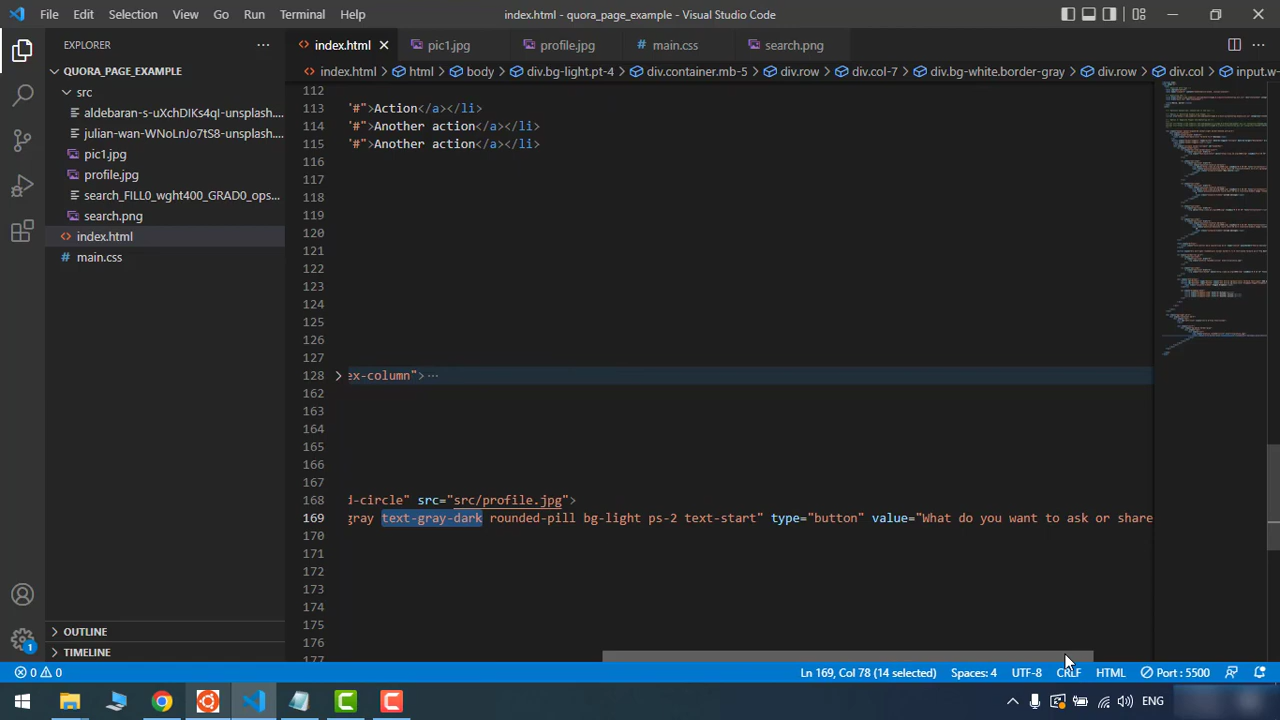 File Edit Selection View Go Run Terminal Help index.html - quora_page_example - Visual Studio Code
EXPLORER
index.html pic1.jpg profile.jpg main.css search.png
QUORA_PAGE_EXAMPLE
index.html html body div.bg-light.pt-4 div.container.mb-5 div.row div.col-7 div.bg-white.border-gray div.row div.col input.w-
src
aldebaran-s-uXchDIKs4qI-unsplash....
julian-wan-WNoLnJo7tS8-unsplash....
pic1.jpg
profile.jpg
search_FILL0_wght400_GRAD0_ops...
search.png
index.html
main.css
112
113 "#">Action</a></li>
114 "#">Another action</a></li>
115 "#">Another action</a></li>
116
117
118
119
120
121
122
123
124
125
126
127
128 ex-column">...
162
163
164
165
166
167
168 d-circle" src="src/profile.jpg">
169 gray text-gray-dark rounded-pill bg-light ps-2 text-start" type="button" value="What do you want to ask or share
170
171
172
173
174
175
176
177
OUTLINE
TIMELINE
1
0 0 Ln 169, Col 78 (14 selected) Spaces: 4 UTF-8 CRLF HTML Port : 5500
ENG